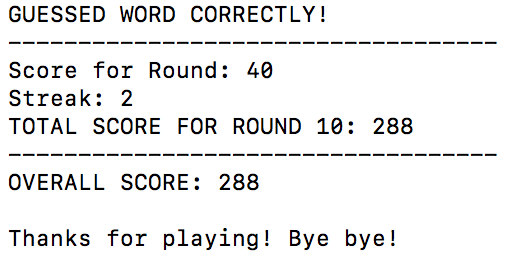 GUESSED WORD CORRECTLY!
-----------------------------------
Score for Round: 40
Streak: 2
TOTAL SCORE FOR ROUND 10: 288
-----------------------------------
OVERALL SCORE: 288
Thanks for playing! Bye bye!